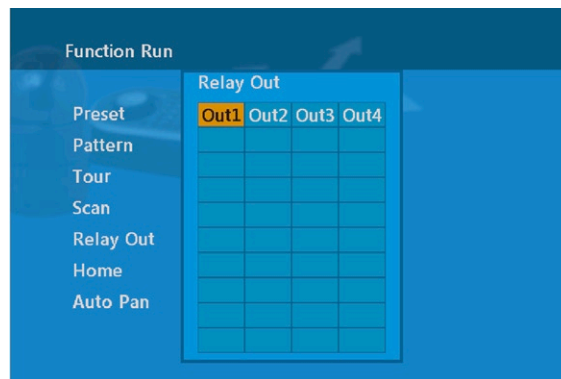 Function Run
Relay Out
Preset
Out1 Out2 Out3 Out4
Pattern
Tour
Scan
Relay Out
Home
Auto Pan